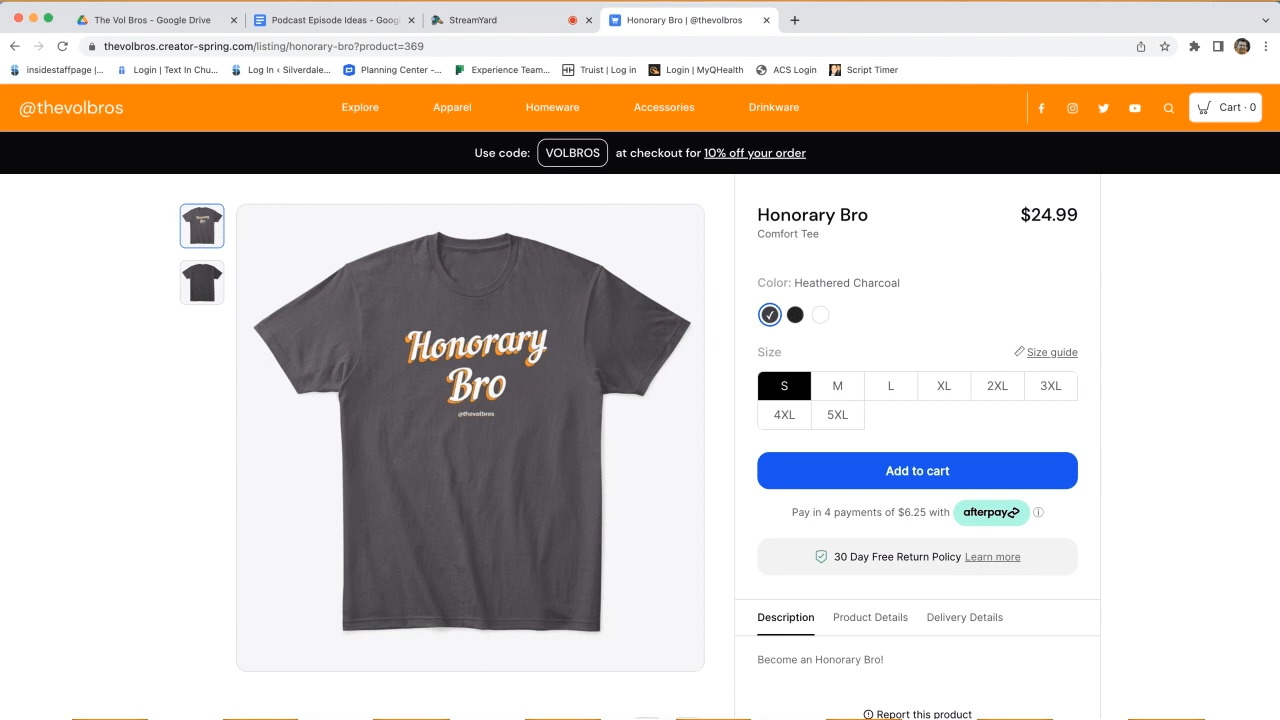 The Vol Bros - Google Drive
Podcast Episode Ideas - Googl
StreamYard
Honorary Bro | @thevolbros
thevolbros.creator-spring.com/listing/honorary-bro?product=369
insidestaffpage |...
Login | Text In Chu...
Log In ‹ Silverdale...
Planning Center -...
Experience Team...
Truist | Log in
Login | MyQHealth
ACS Login
Script Timer
@thevolbros
Explore
Apparel
Homeware
Accessories
Drinkware
Cart · 0
Use code: VOLBROS at checkout for 10% off your order
Honorary
Bro
@thevolbros
Honorary Bro
$24.99
Comfort Tee
Color: Heathered Charcoal
Size
Size guide
S M L XL 2XL 3XL
4XL 5XL
Add to cart
Pay in 4 payments of $6.25 with afterpay
30 Day Free Return Policy Learn more
Description Product Details Delivery Details
Become an Honorary Bro!
Report this product